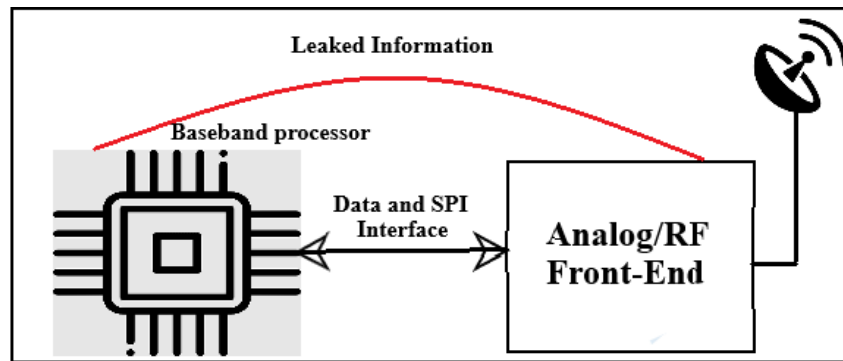 Leaked Information
Baseband processor
Data and SPI
Interface
Analog/RF
Front-End